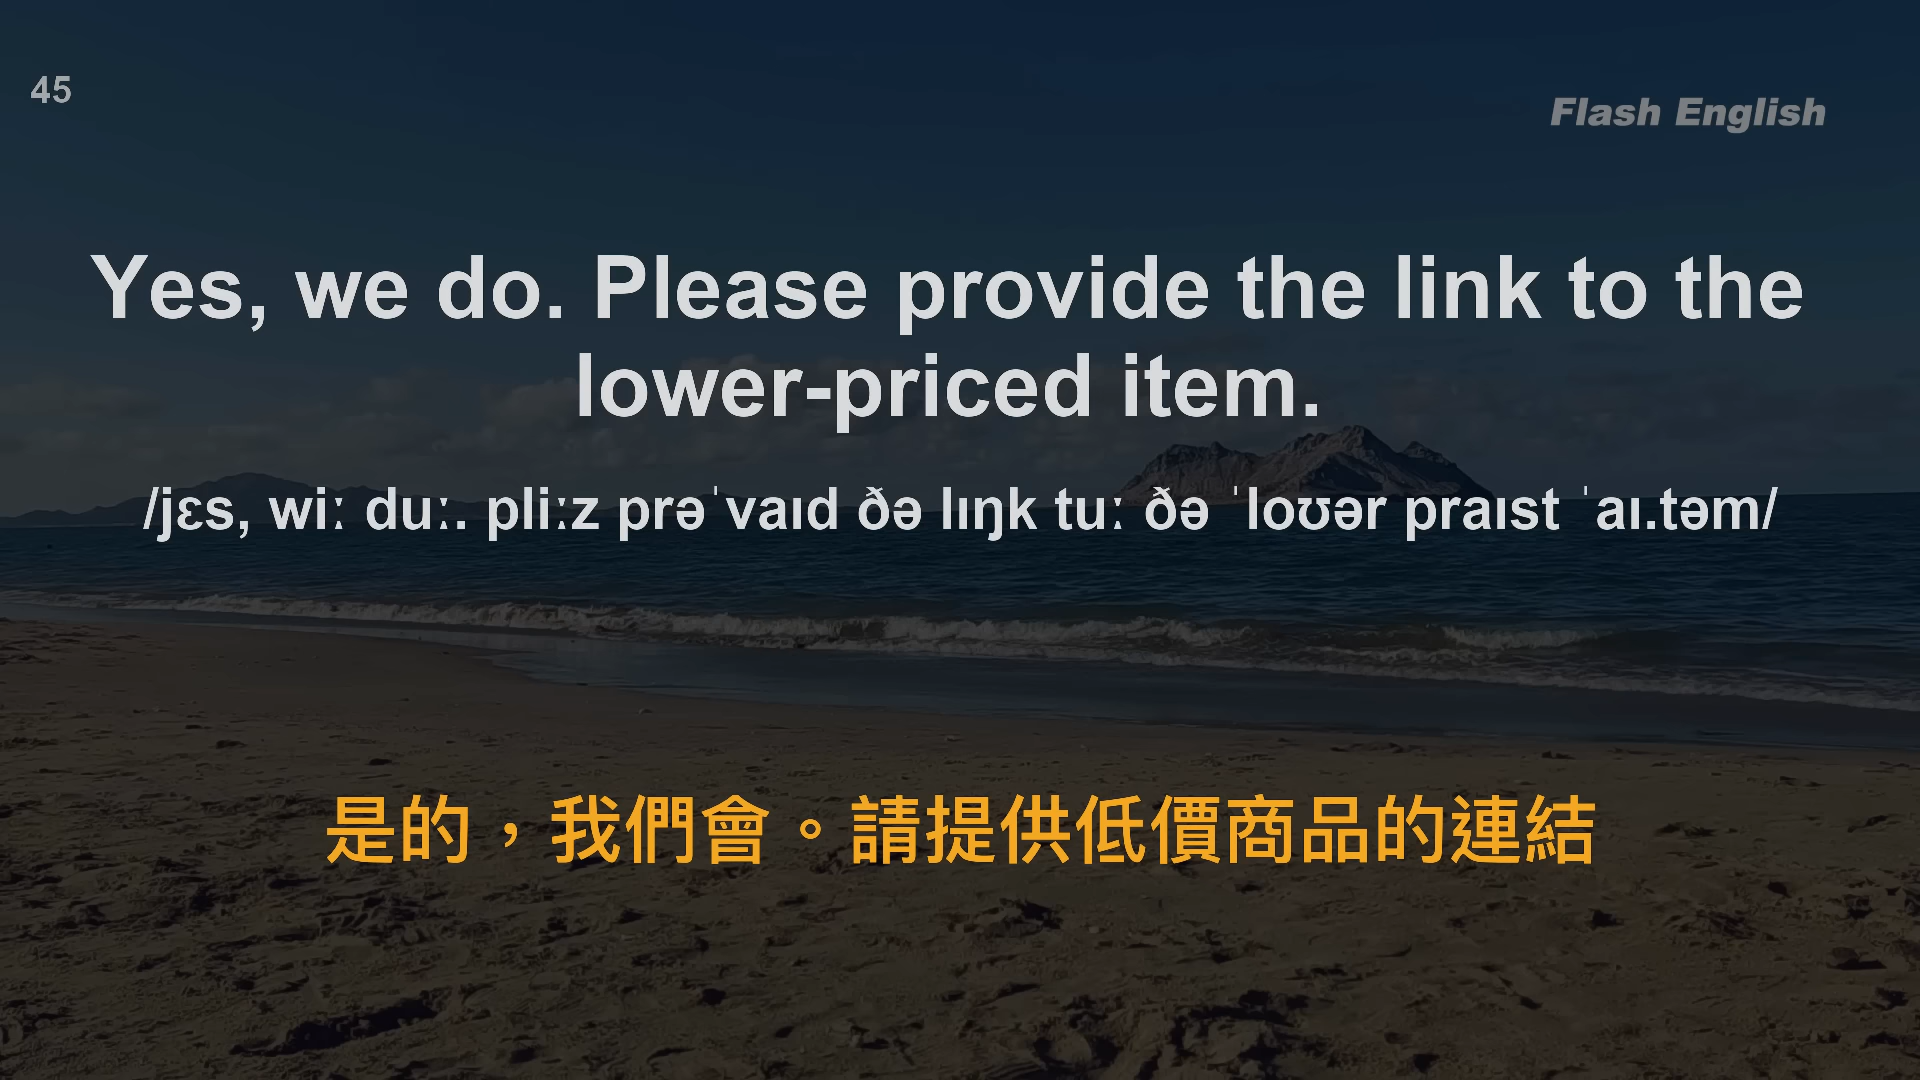 45
Flash English
Yes, we do. Please provide the link to the
lower-priced item.
/jɛs, wiː duː. pliːz prəˈvaɪd ðə lɪŋk tuː ðə ˈloʊər praɪst ˈaɪ.təm/
是的，我們會。請提供低價商品的連結